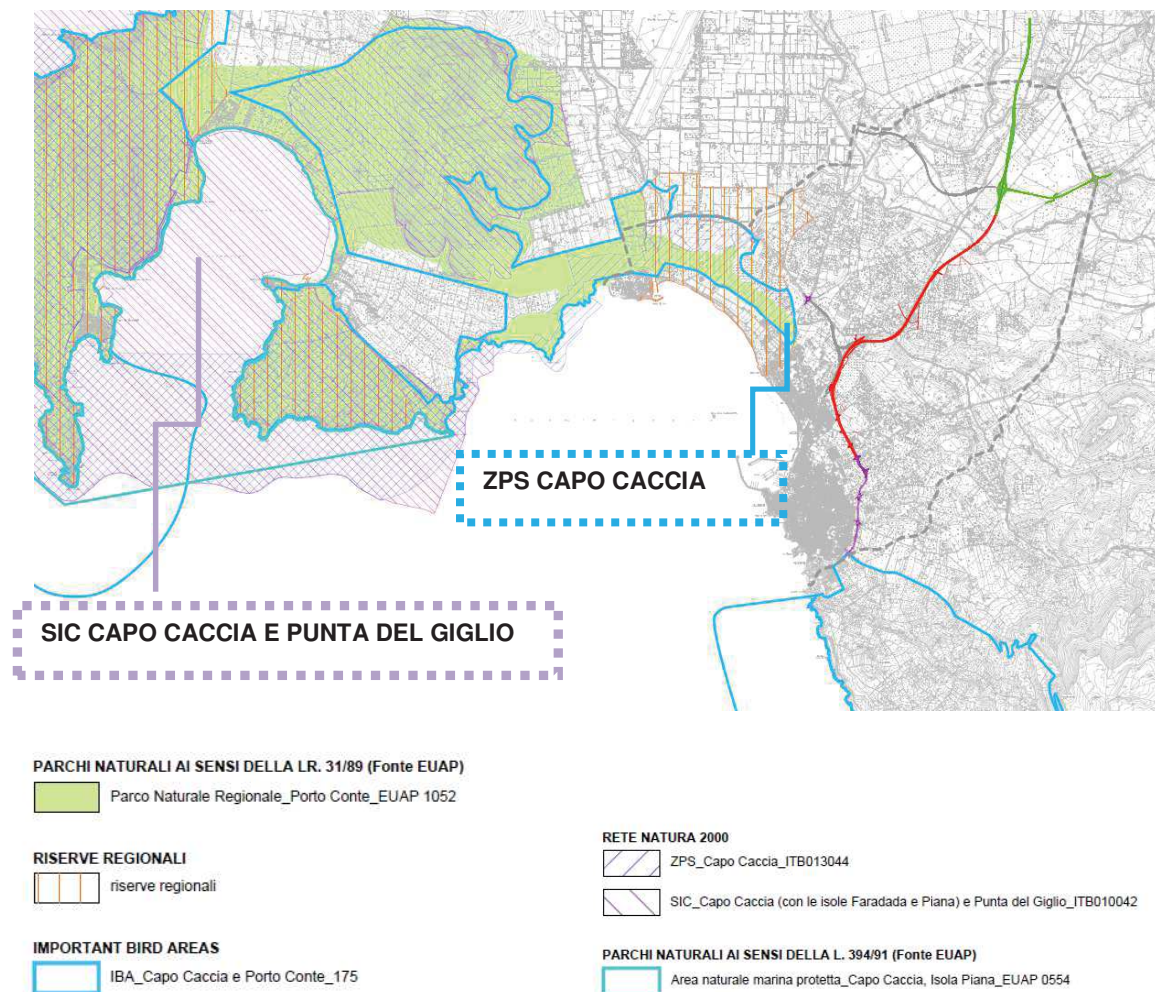 ZPS CAPO CACCIA
SIC CAPO CACCIA E PUNTA DEL GIGLIO
PARCHI NATURALI AI SENSI DELLA LR. 31/89 (Fonte EUAP)
Parco Naturale Regionale_Porto Conte_EUAP 1052
RISERVE REGIONALI
riserve regionali
IMPORTANT BIRD AREAS
IBA_Capo Caccia e Porto Conte_175
RETE NATURA 2000
ZPS_Capo Caccia_ITB013044
SIC_Capo Caccia (con le isole Faradada e Piana) e Punta del Giglio_ITB010042
PARCHI NATURALI AI SENSI DELLA L. 394/91 (Fonte EUAP)
Area naturale marina protetta_Capo Caccia, Isola Piana_EUAP 0554